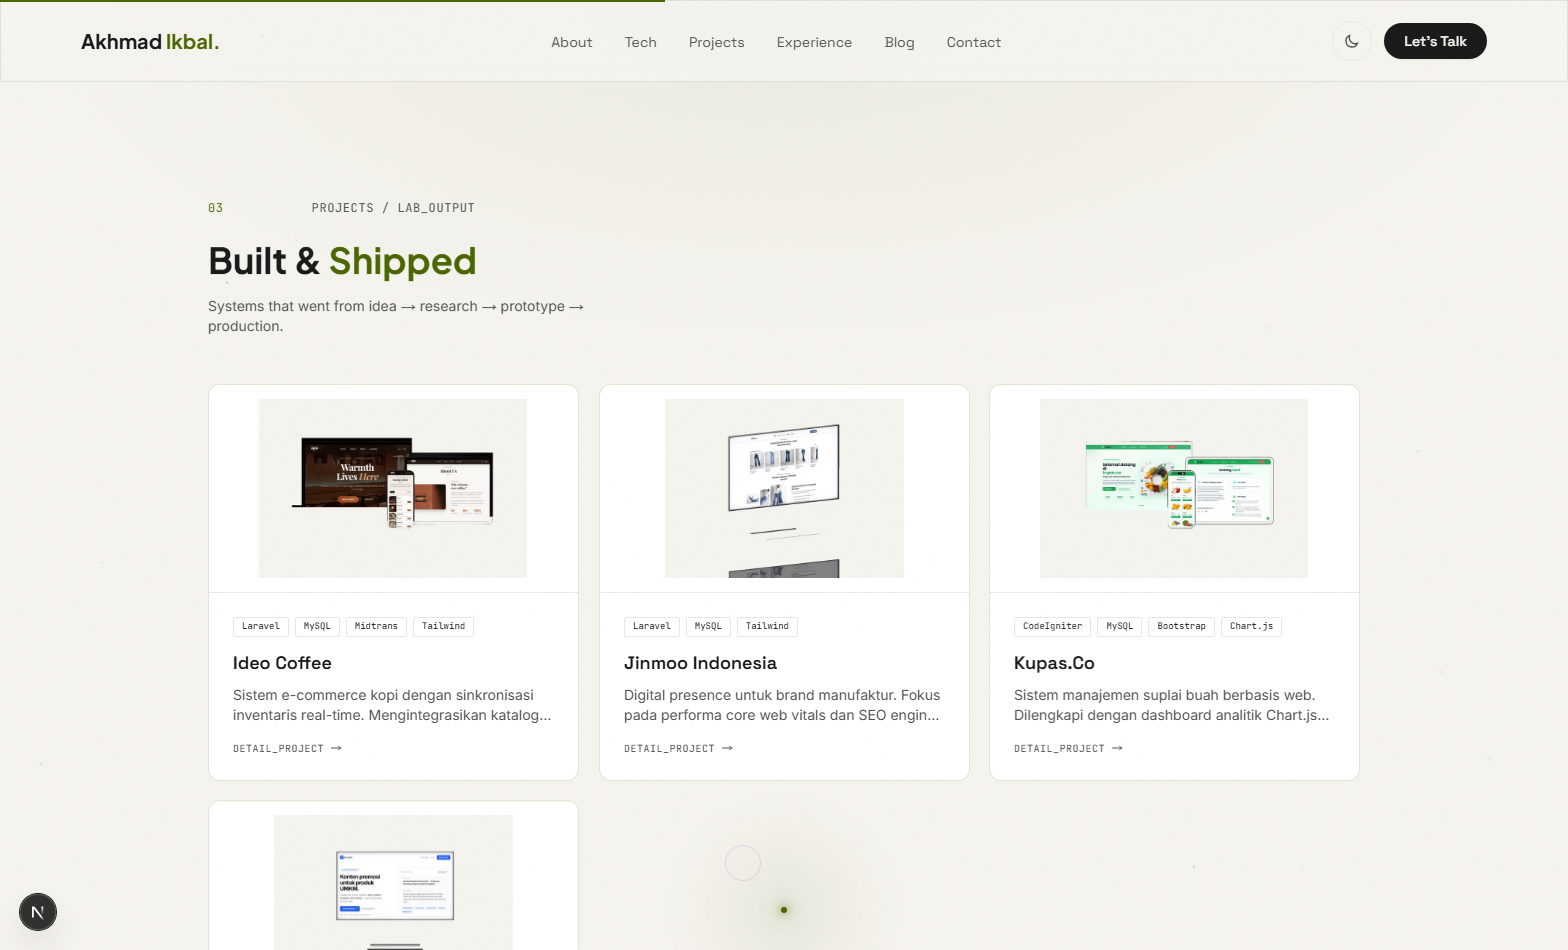 Akhmad Ikbal.
About
Tech
Projects
Experience
Blog
Contact
Let's Talk
03
PROJECTS / LAB_OUTPUT
Built & Shipped
Systems that went from idea → research → prototype →
production.
Warmth
Lives Here
About Us
Laravel
MySQL
Midtrans
Tailwind
Ideo Coffee
Sistem e-commerce kopi dengan sinkronisasi
inventaris real-time. Mengintegrasikan katalog...
DETAIL_PROJECT →
Laravel
MySQL
Tailwind
Jinmoo Indonesia
Digital presence untuk brand manufaktur. Fokus
pada performa core web vitals dan SEO engin...
DETAIL_PROJECT →
CodeIgniter
MySQL
Bootstrap
Chart.js
Kupas.Co
Sistem manajemen suplai buah berbasis web.
Dilengkapi dengan dashboard analitik Chart.js...
DETAIL_PROJECT →
Konten promosi
untuk produk
UMKM.
N